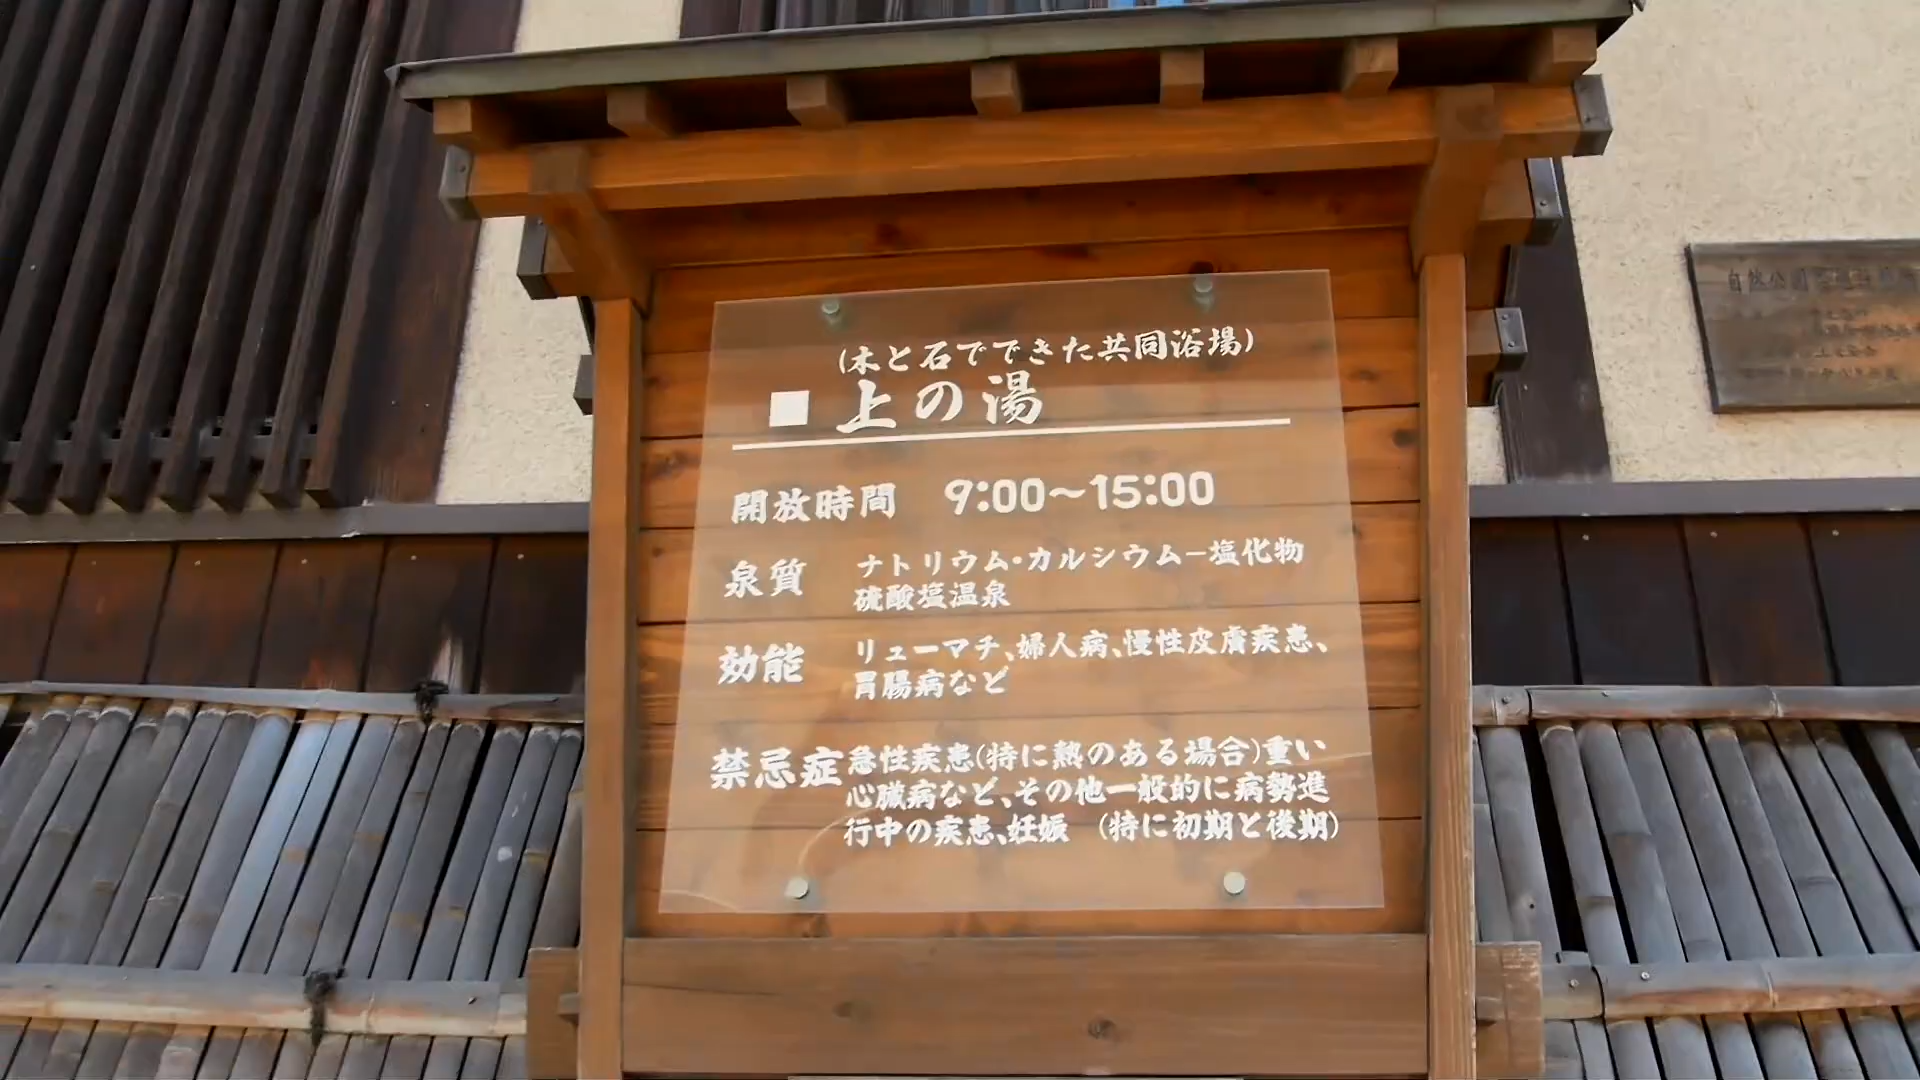 (木と石でできた共同浴場)
■ 上の湯
開放時間 9:00〜15:00
泉質 ナトリウム・カルシウム−塩化物
硫酸塩温泉
効能 リューマチ、婦人病、慢性皮膚疾患、
胃腸病など
禁忌症 急性疾患(特に熱のある場合)重い
心臓病など、その他一般的に病勢進
行中の疾患、妊娠 (特に初期と後期)
自然公園